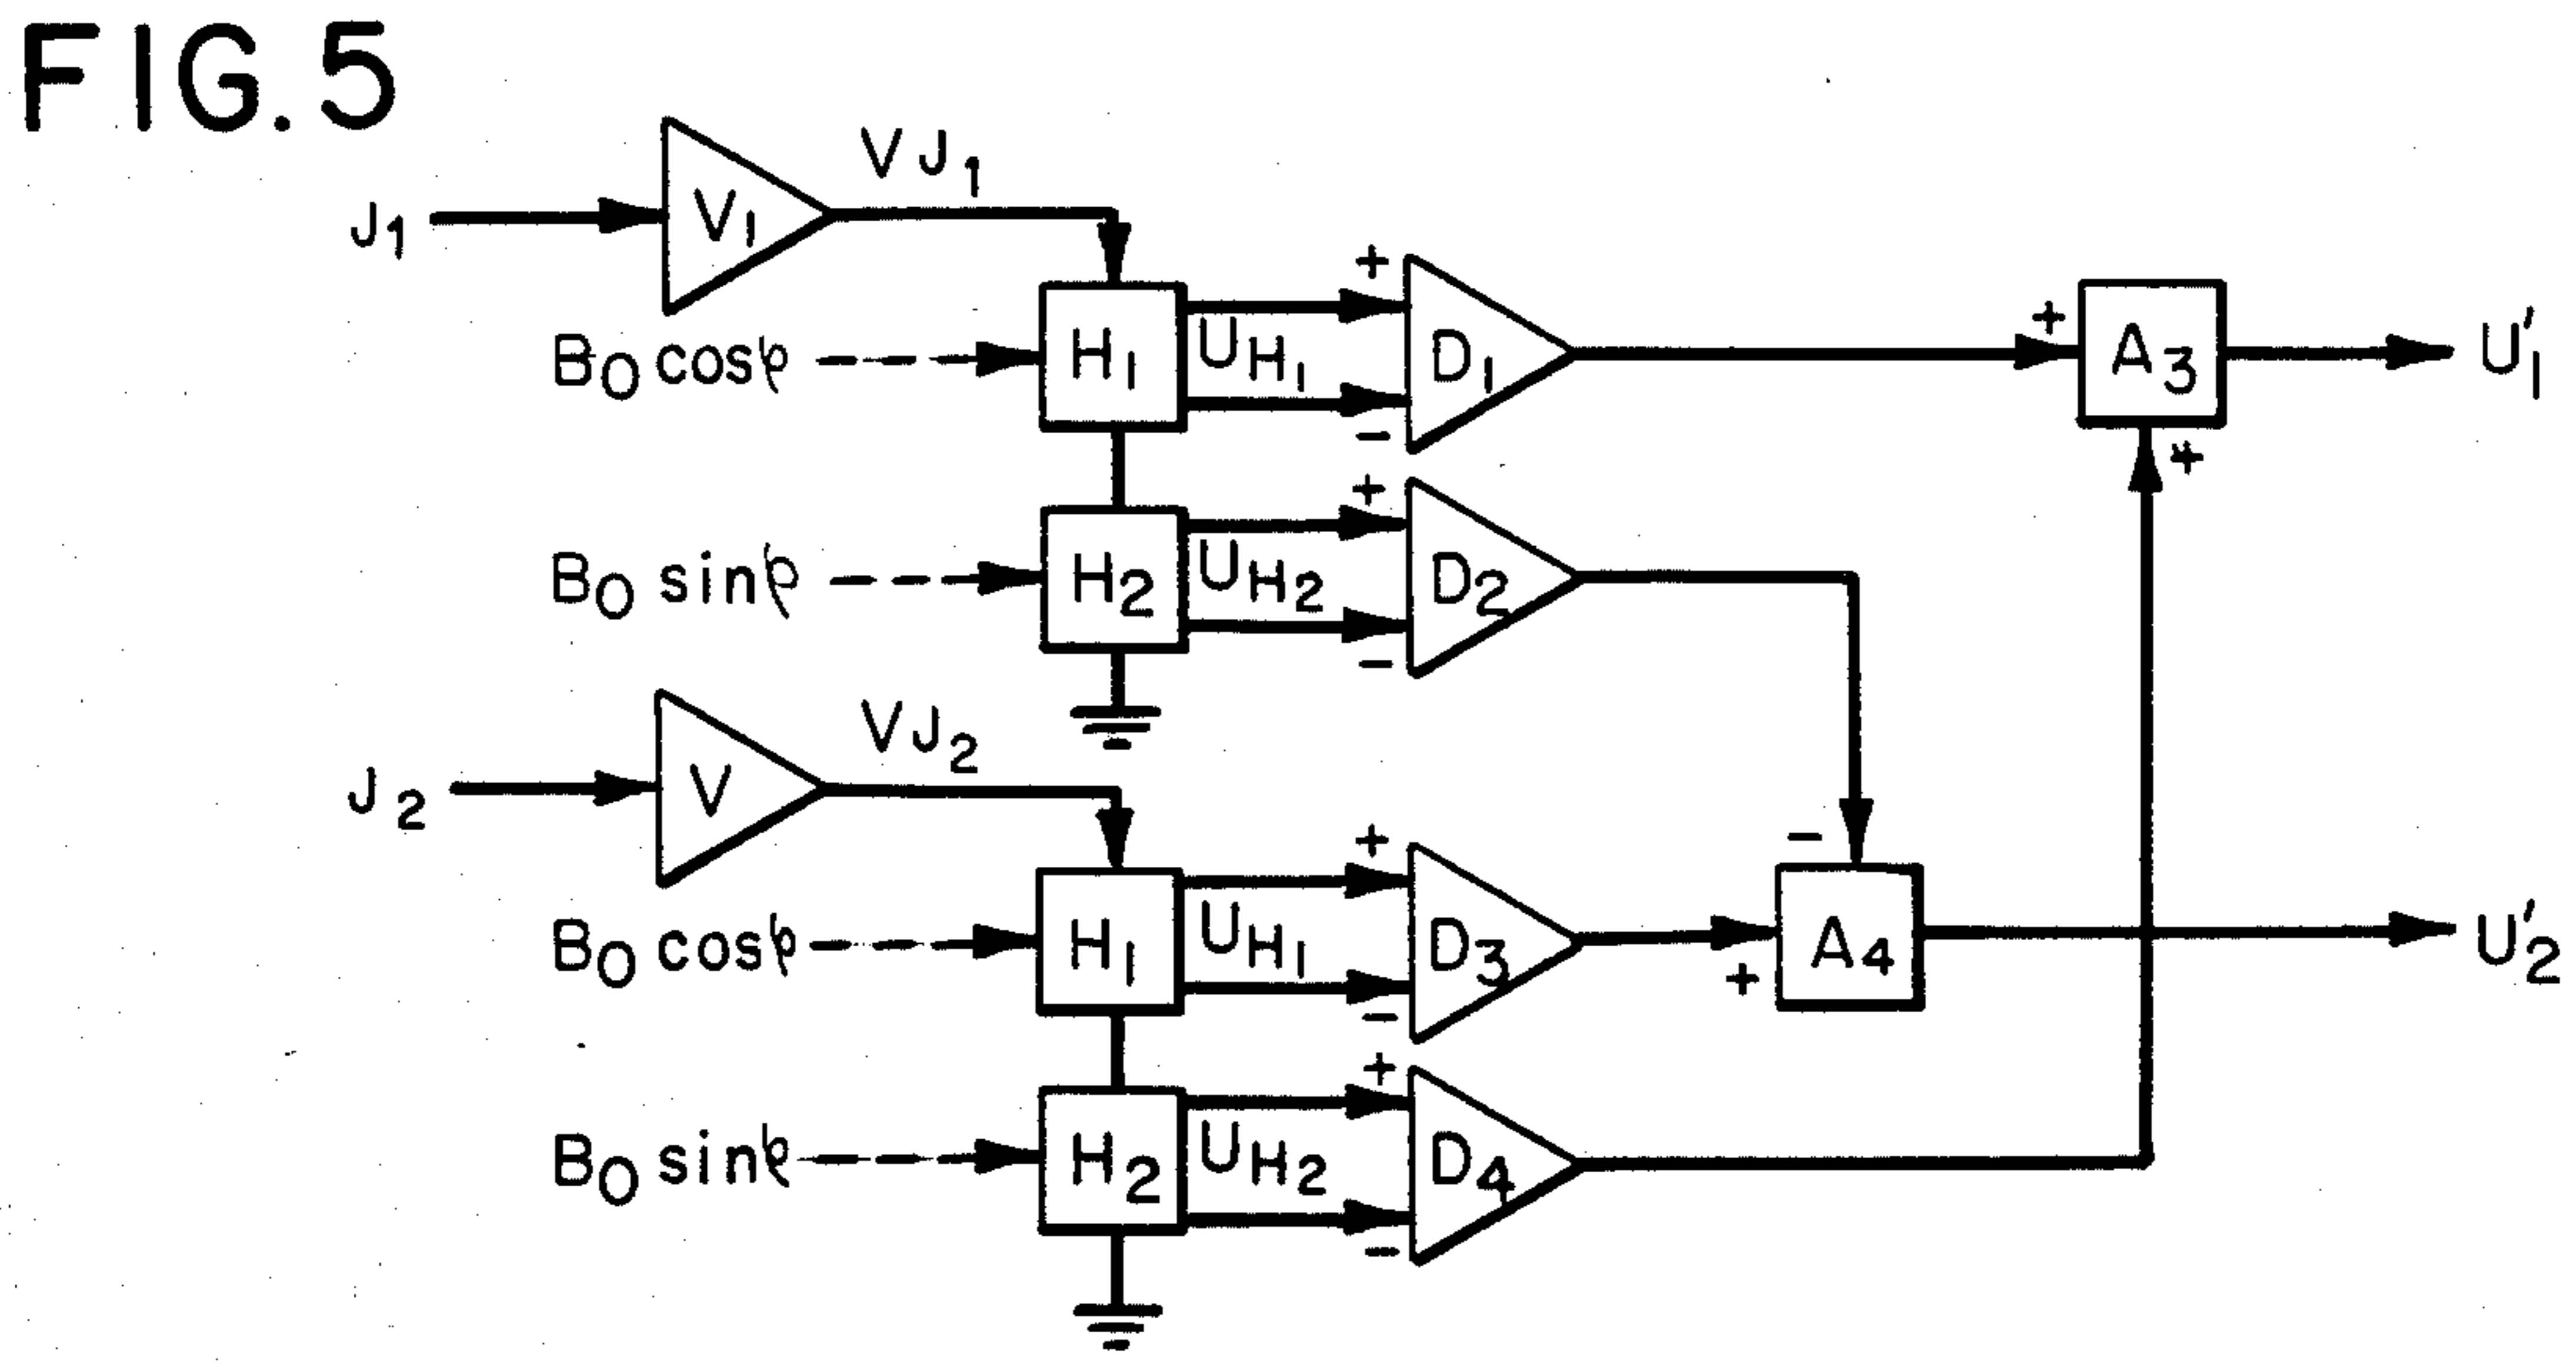 FIG. 5
J1
V1
VJ1
B0 cosφ
H1
UH1
+
-
D1
+
A3
+
U'1
B0 sinφ
H2
UH2
+
-
D2
J2
V
VJ2
B0 cosφ
H1
UH1
+
-
D3
-
+
A4
U'2
B0 sinφ
H2
UH2
+
-
D4